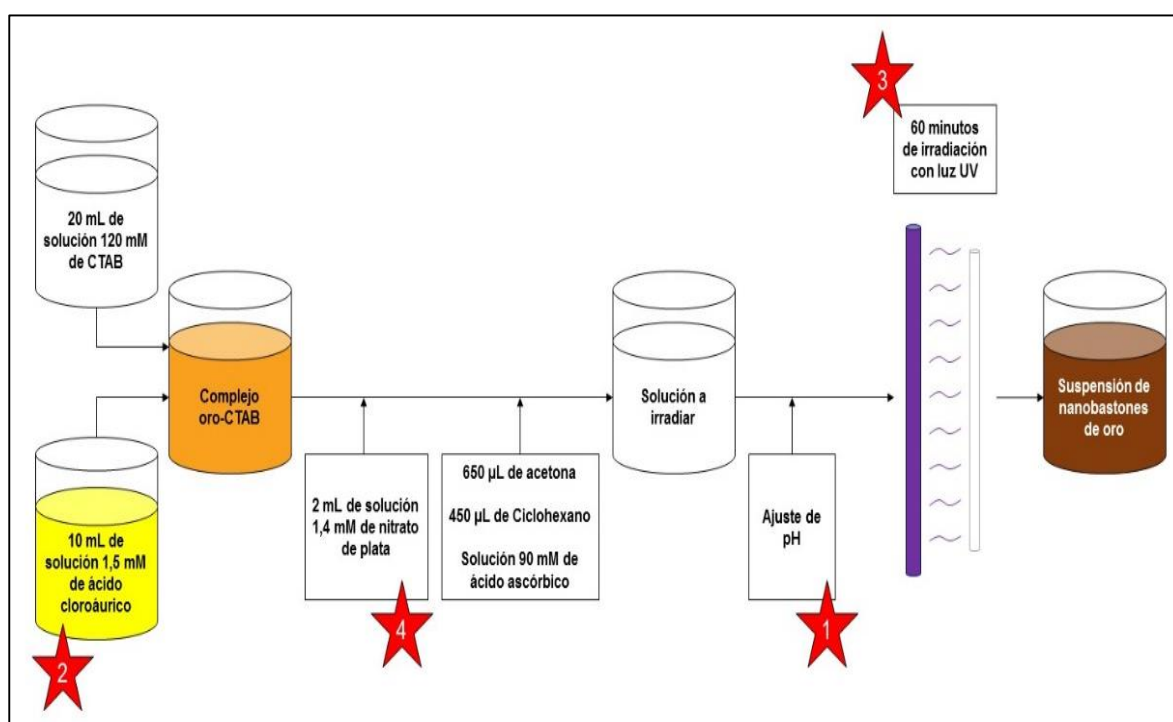 3
60 minutos
de irradiación
con luz UV
20 mL de
solución 120 mM
de CTAB
Complejo
oro-CTAB
Solución a
irradiar
Suspensión de
nanobastones
de oro
10 mL de
solución 1,5 mM
de ácido
cloroáurico
2 mL de solución
1,4 mM de nitrato
de plata
650 µL de acetona
450 µL de Ciclohexano
Solución 90 mM de
ácido ascórbico
Ajuste de
pH
2
4
1